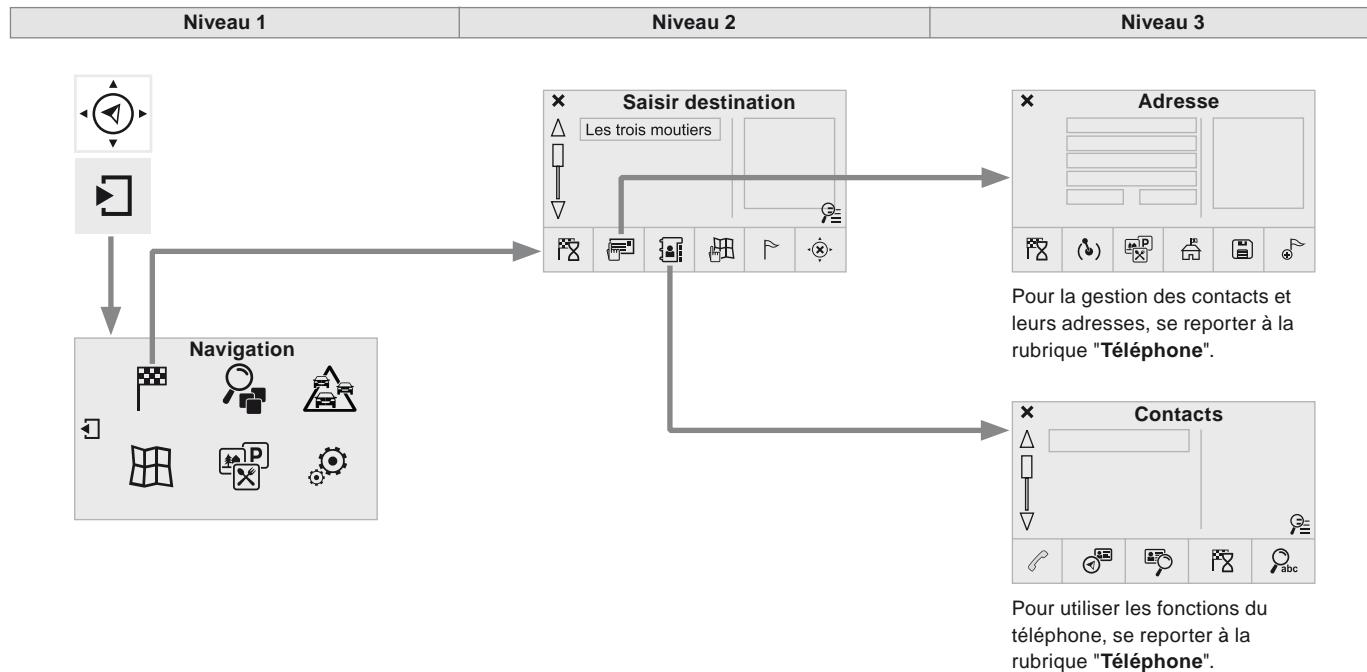 Niveau 1
Niveau 2
Niveau 3
Navigation
Saisir destination
Les trois moutiers
Adresse
P
Pour la gestion des contacts et
leurs adresses, se reporter à la
rubrique "Téléphone".
P
Contacts
abc
Pour utiliser les fonctions du
téléphone, se reporter à la
rubrique "Téléphone".